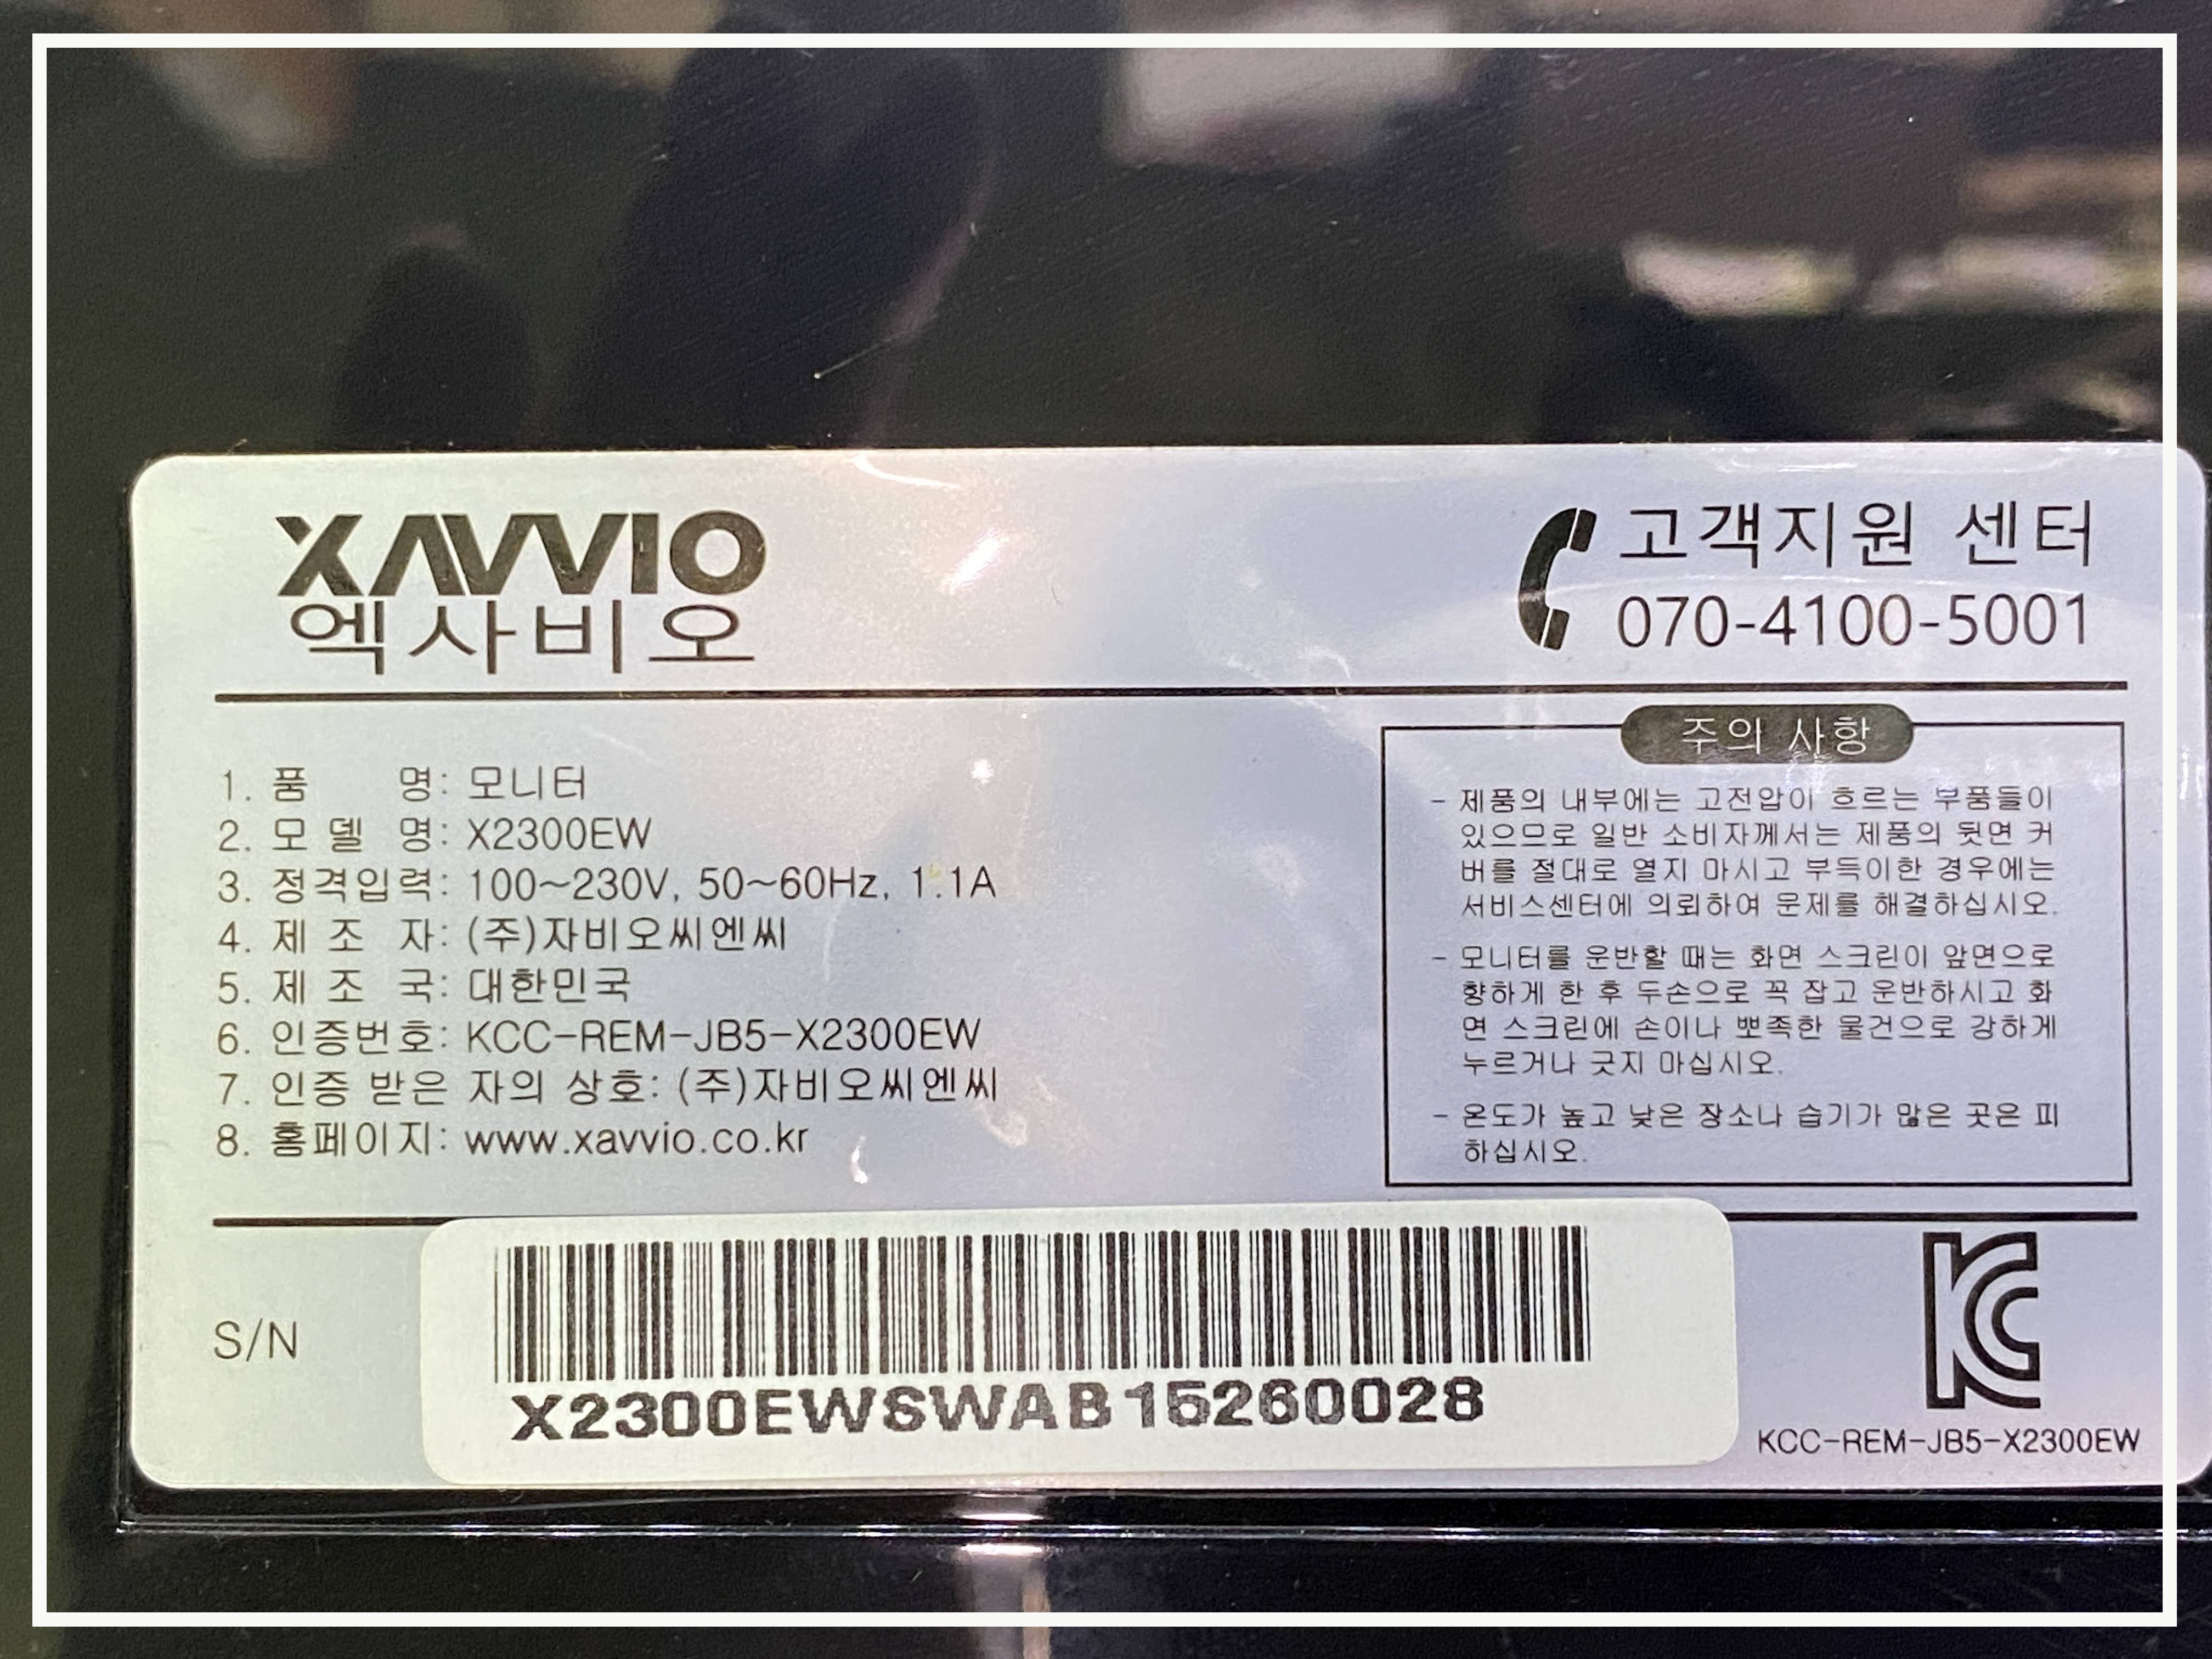 XAVVIO
엑사비오
고객지원 센터
070-4100-5001
1. 품 명: 모니터
2. 모 델 명: X2300EW
3. 정격입력: 100~230V, 50~60Hz, 1.1A
4. 제 조 자: (주)자비오씨엔씨
5. 제 조 국: 대한민국
6. 인증번호: KCC-REM-JB5-X2300EW
7. 인증 받은 자의 상호: (주)자비오씨엔씨
8. 홈페이지: www.xavvio.co.kr
주의 사항
- 제품의 내부에는 고전압이 흐르는 부품들이
있으므로 일반 소비자께서는 제품의 뒷면 커
버를 절대로 열지 마시고 부득이한 경우에는
서비스센터에 의뢰하여 문제를 해결하십시오.
- 모니터를 운반할 때는 화면 스크린이 앞면으로
향하게 한 후 두손으로 꼭 잡고 운반하시고 화
면 스크린에 손이나 뾰족한 물건으로 강하게
누르거나 긋지 마십시오.
- 온도가 높고 낮은 장소나 습기가 많은 곳은 피
하십시오.
S/N
X2300EWSWAB15260028
KC
KCC-REM-JB5-X2300EW